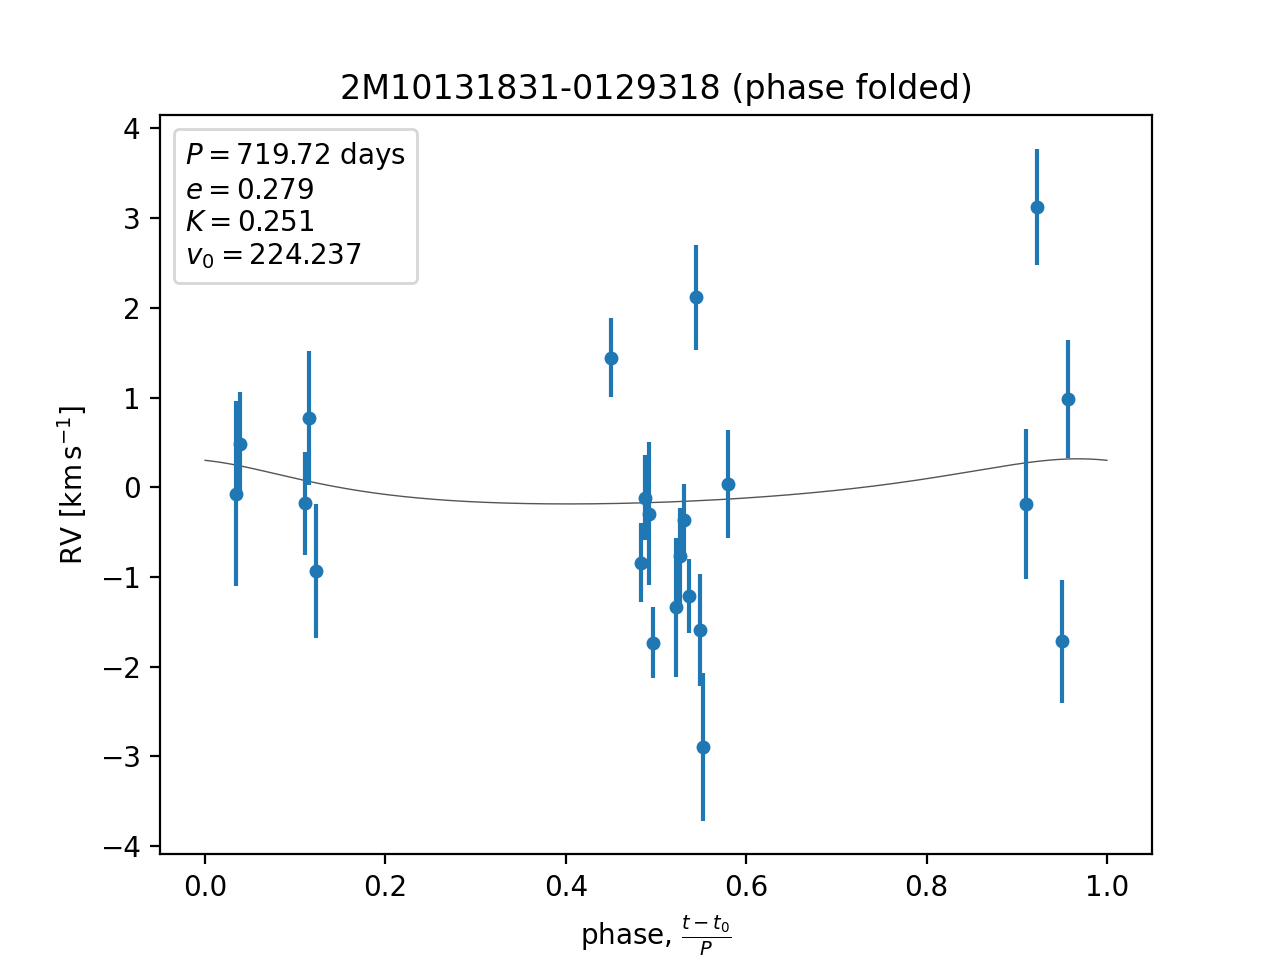 2M10131831-0129318 (phase folded)
P = 719.72 days
e = 0.279
K = 0.251
v₀ = 224.237
4
3
2
1
0
−1
−2
−3
−4
RV [km s⁻¹]
0.0 0.2 0.4 0.6 0.8 1.0
phase, (t − t₀)/P